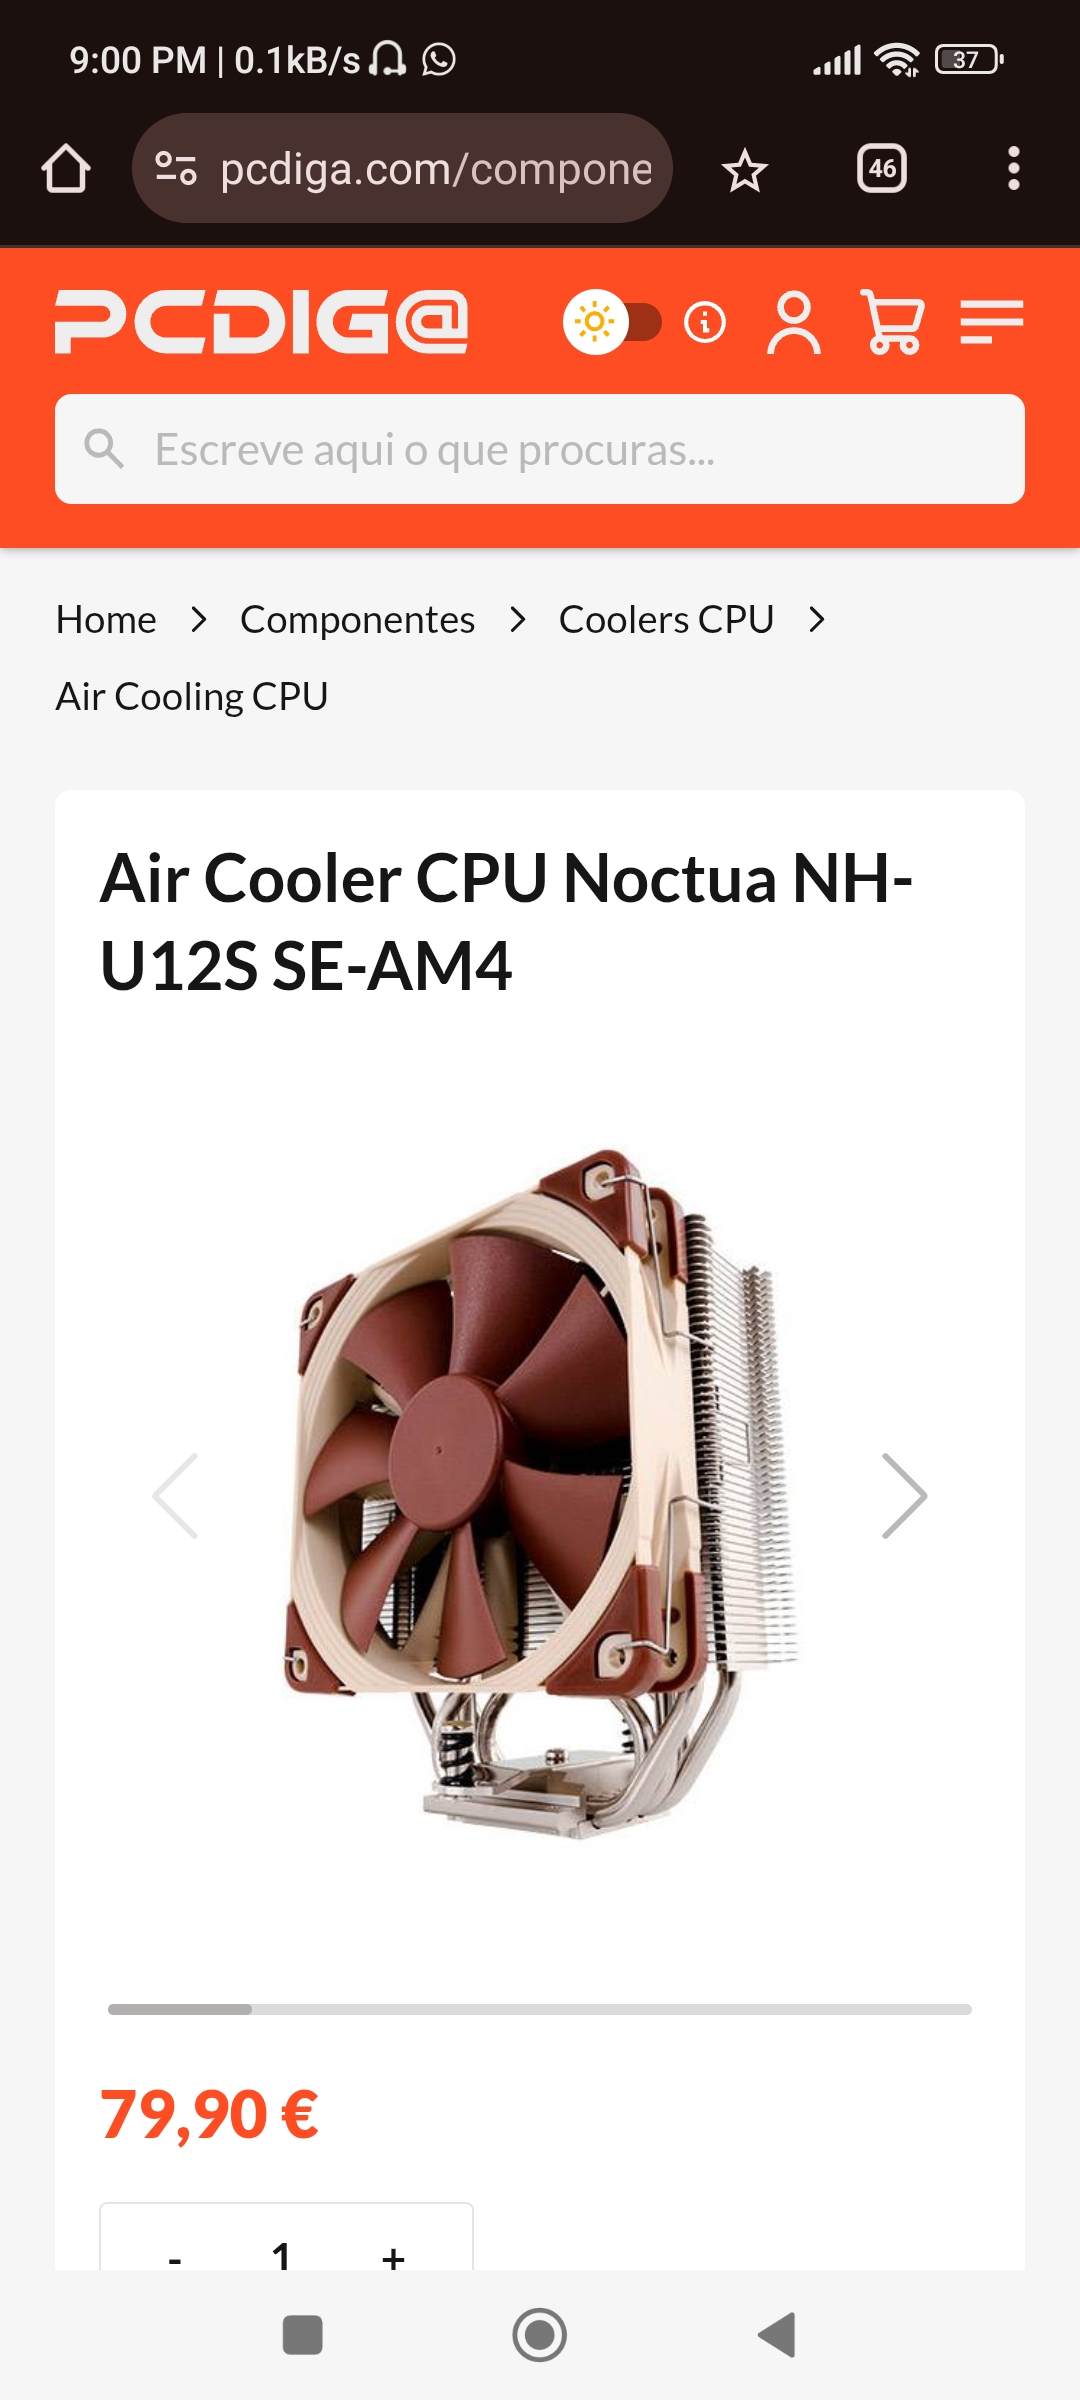 9:00 PM | 0.1kB/s
37
pcdiga.com/compone
46
PCDIG@
Escreve aqui o que procuras...
Home > Componentes > Coolers CPU >
Air Cooling CPU
Air Cooler CPU Noctua NH-
U12S SE-AM4
79,90 €
- 1 +